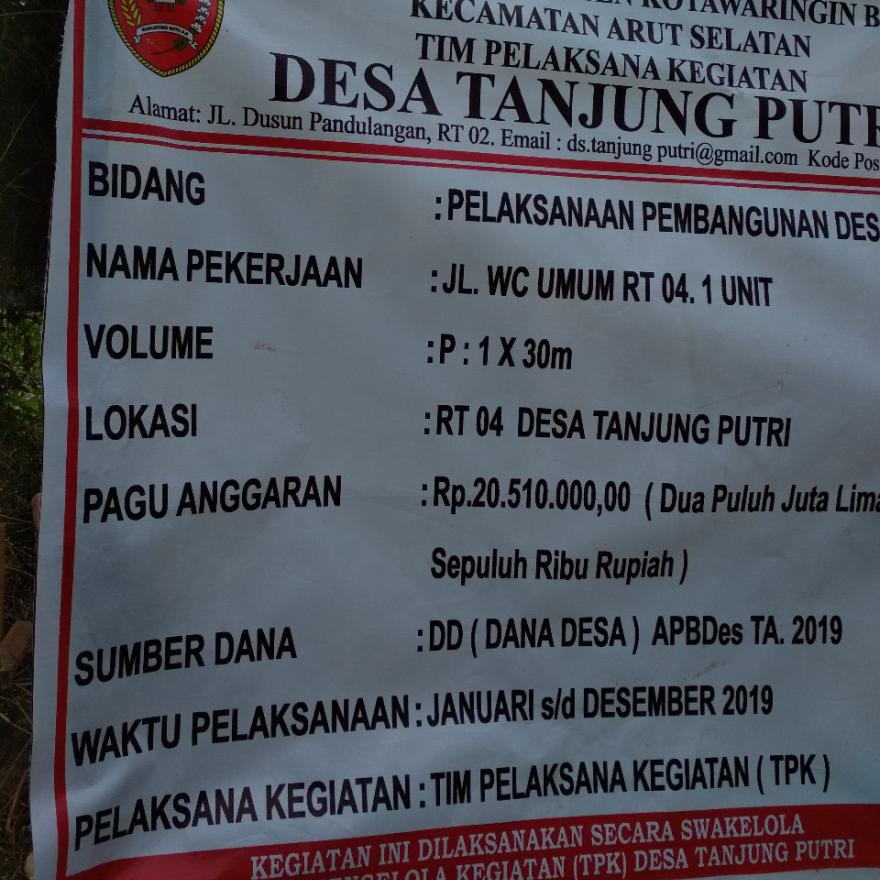 KOTAWARINGIN B
KECAMATAN ARUT SELATAN
TIM PELAKSANA KEGIATAN
DESA TANJUNG PUTR
Alamat: JL. Dusun Pandulangan, RT 02. Email : ds.tanjung putri@gmail.com Kode Pos
BIDANG : PELAKSANAAN PEMBANGUNAN DES
NAMA PEKERJAAN : JL. WC UMUM RT 04. 1 UNIT
VOLUME : P : 1 X 30m
LOKASI : RT 04 DESA TANJUNG PUTRI
PAGU ANGGARAN : Rp.20.510.000,00 ( Dua Puluh Juta Lima
Sepuluh Ribu Rupiah )
SUMBER DANA : DD ( DANA DESA ) APBDes TA. 2019
WAKTU PELAKSANAAN : JANUARI s/d DESEMBER 2019
PELAKSANA KEGIATAN : TIM PELAKSANA KEGIATAN ( TPK )
KEGIATAN INI DILAKSANAKAN SECARA SWAKELOLA
KEGIATAN (TPK) DESA TANJUNG PUTRI